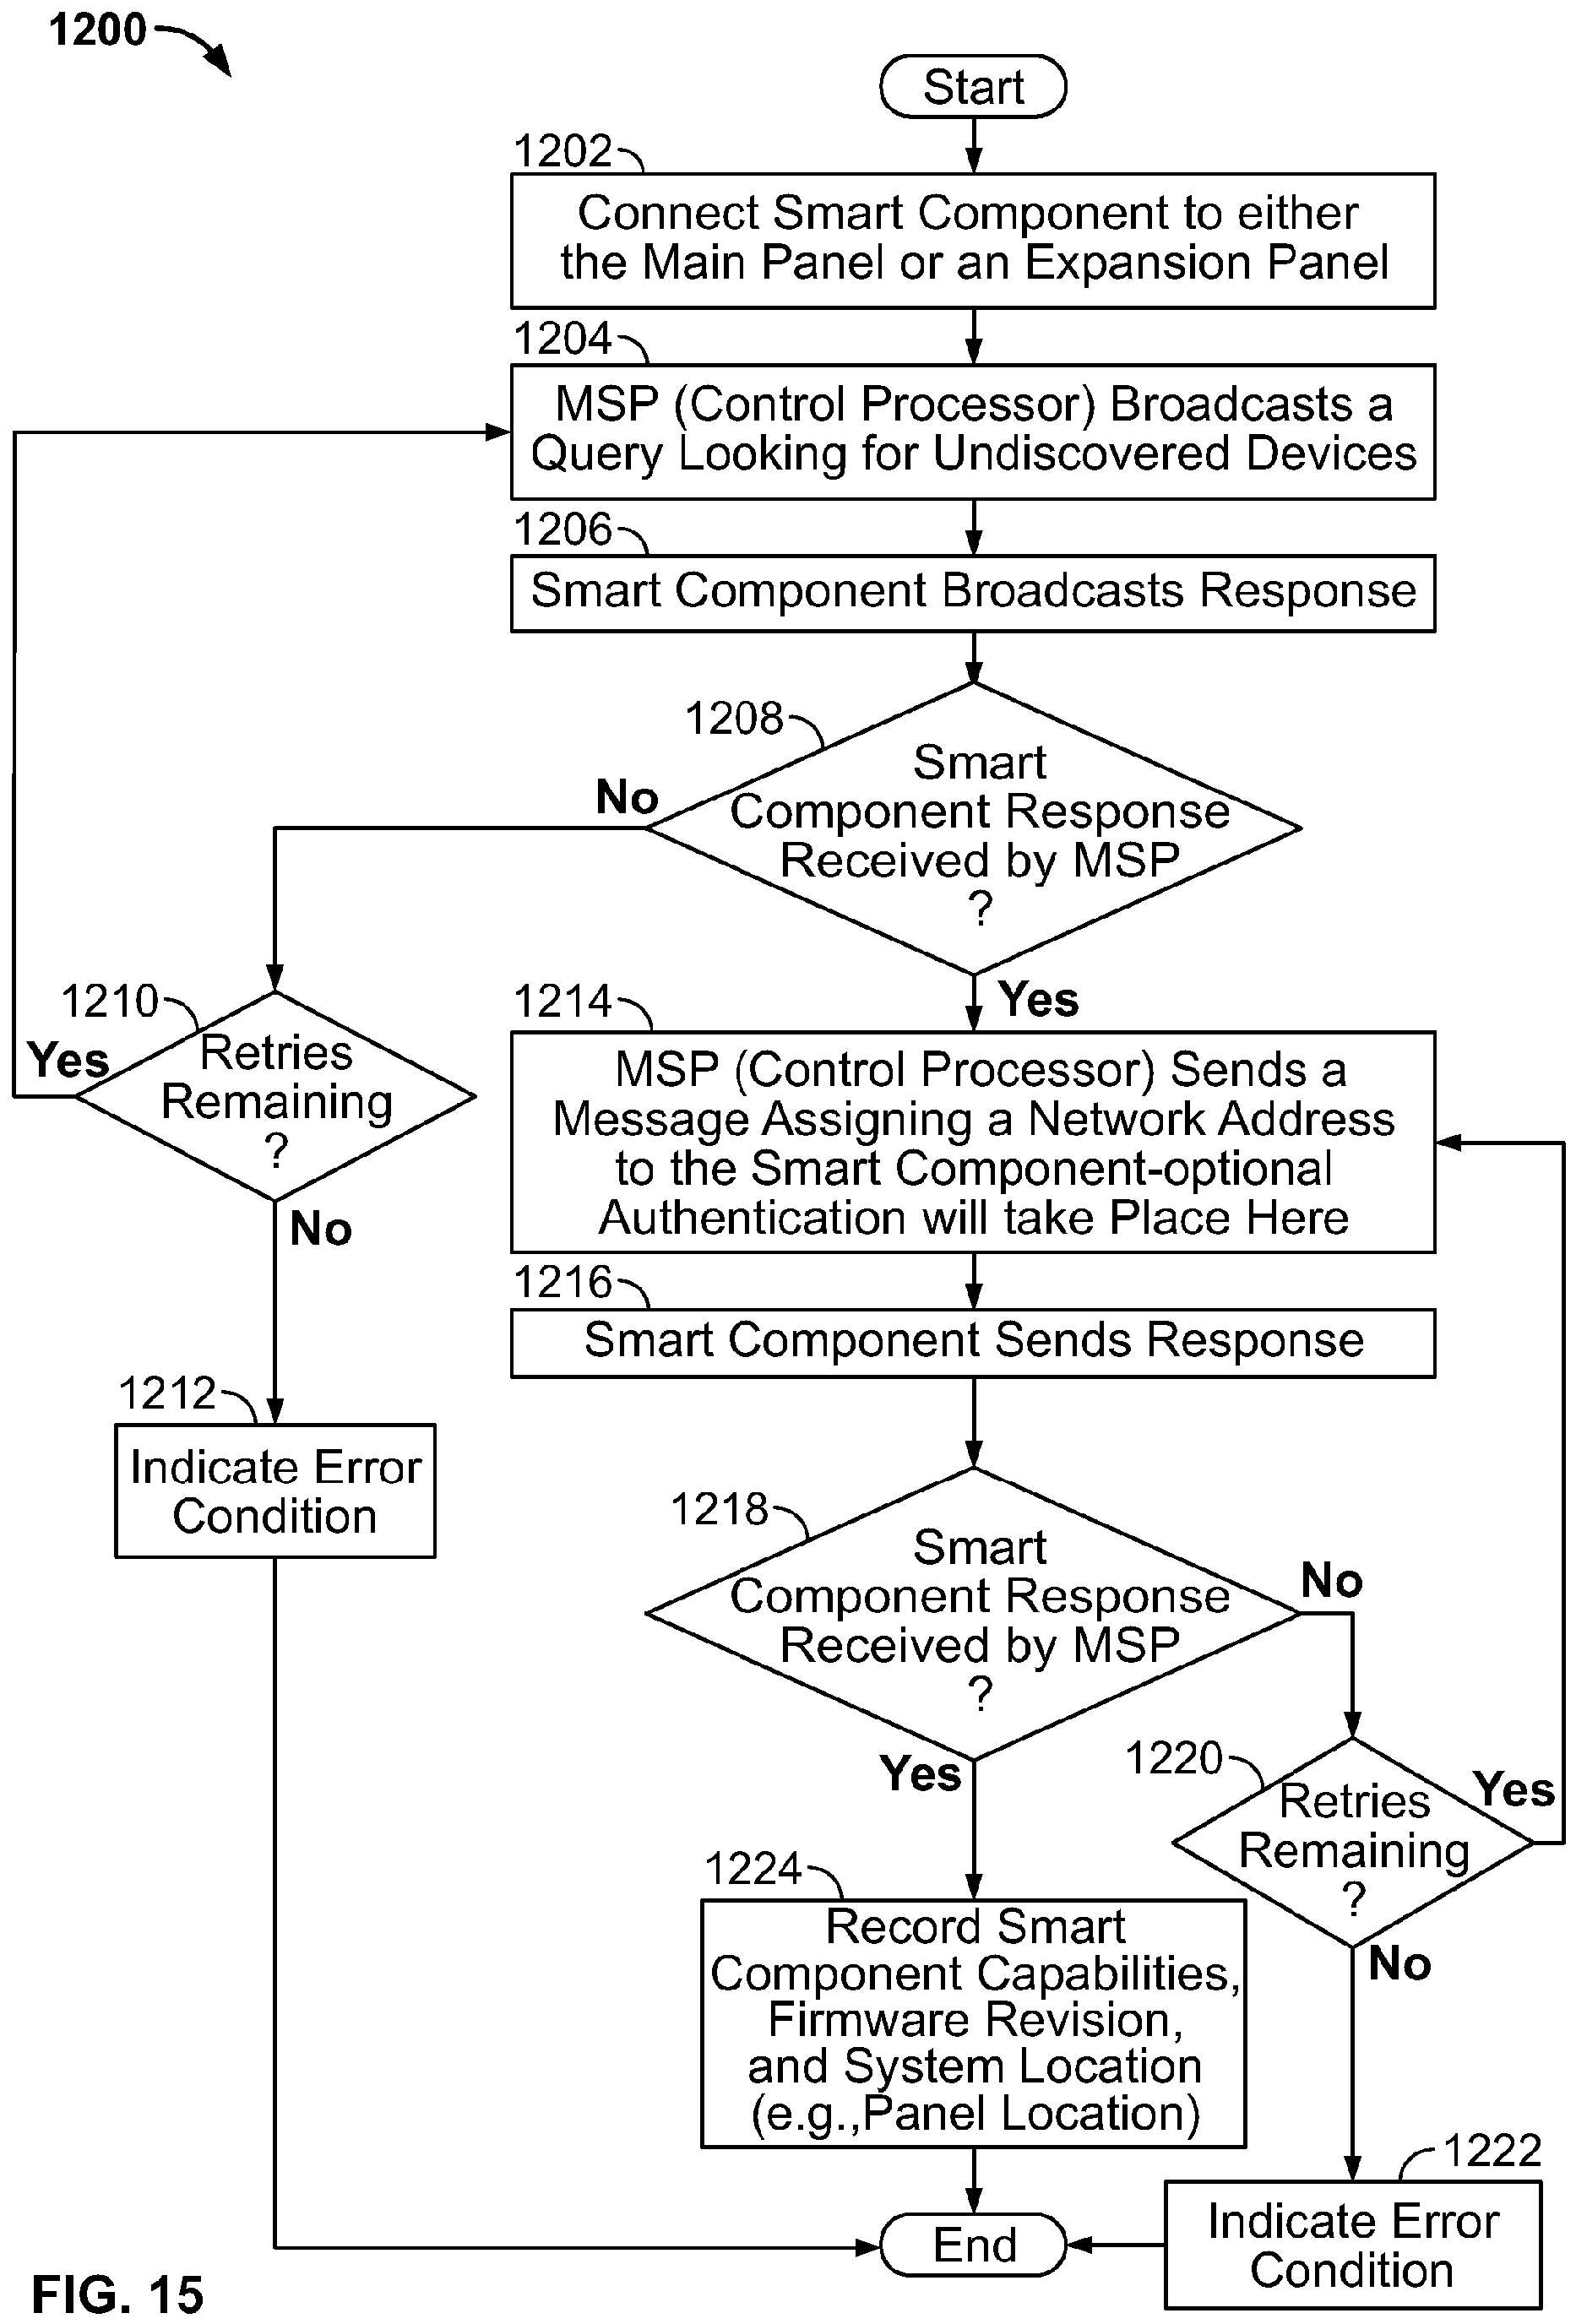 1200
Start
1202
Connect Smart Component to either
the Main Panel or an Expansion Panel
1204
MSP (Control Processor) Broadcasts a
Query Looking for Undiscovered Devices
1206
Smart Component Broadcasts Response
1208
Smart
Component Response
Received by MSP
?
No
Yes
1210
Retries
Remaining
?
Yes
No
1212
Indicate Error
Condition
1214
MSP (Control Processor) Sends a
Message Assigning a Network Address
to the Smart Component-optional
Authentication will take Place Here
1216
Smart Component Sends Response
1218
Smart
Component Response
Received by MSP
?
No
Yes
1220
Retries
Remaining
?
Yes
No
1224
Record Smart
Component Capabilities,
Firmware Revision,
and System Location
(e.g.,Panel Location)
1222
Indicate Error
Condition
End
FIG. 15